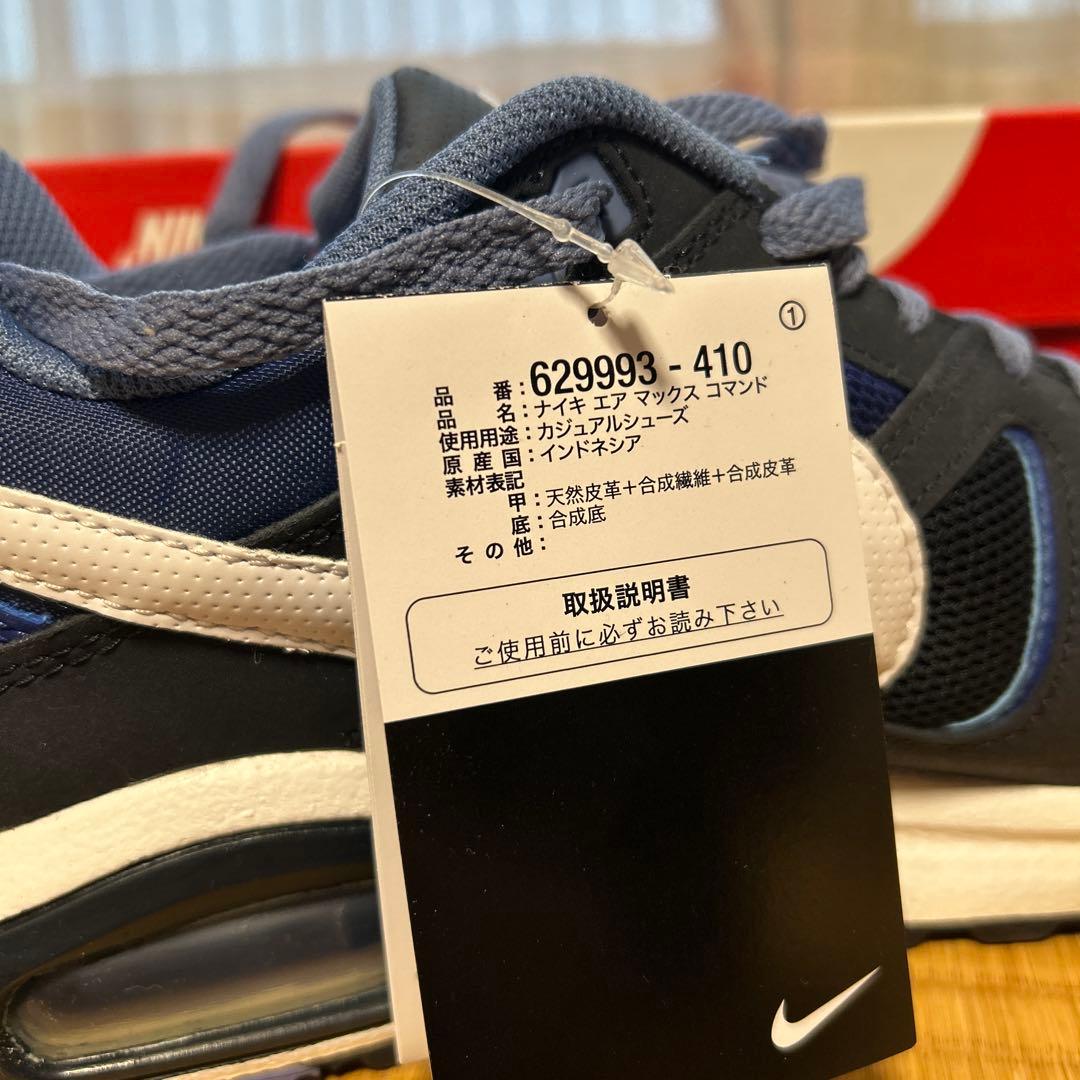 ①
品番：629993 - 410
品名：ナイキ エア マックス コマンド
使用用途：カジュアルシューズ
原産国：インドネシア
素材表記
甲：天然皮革＋合成繊維＋合成皮革
底：合成底
その他：
取扱説明書
ご使用前に必ずお読み下さい